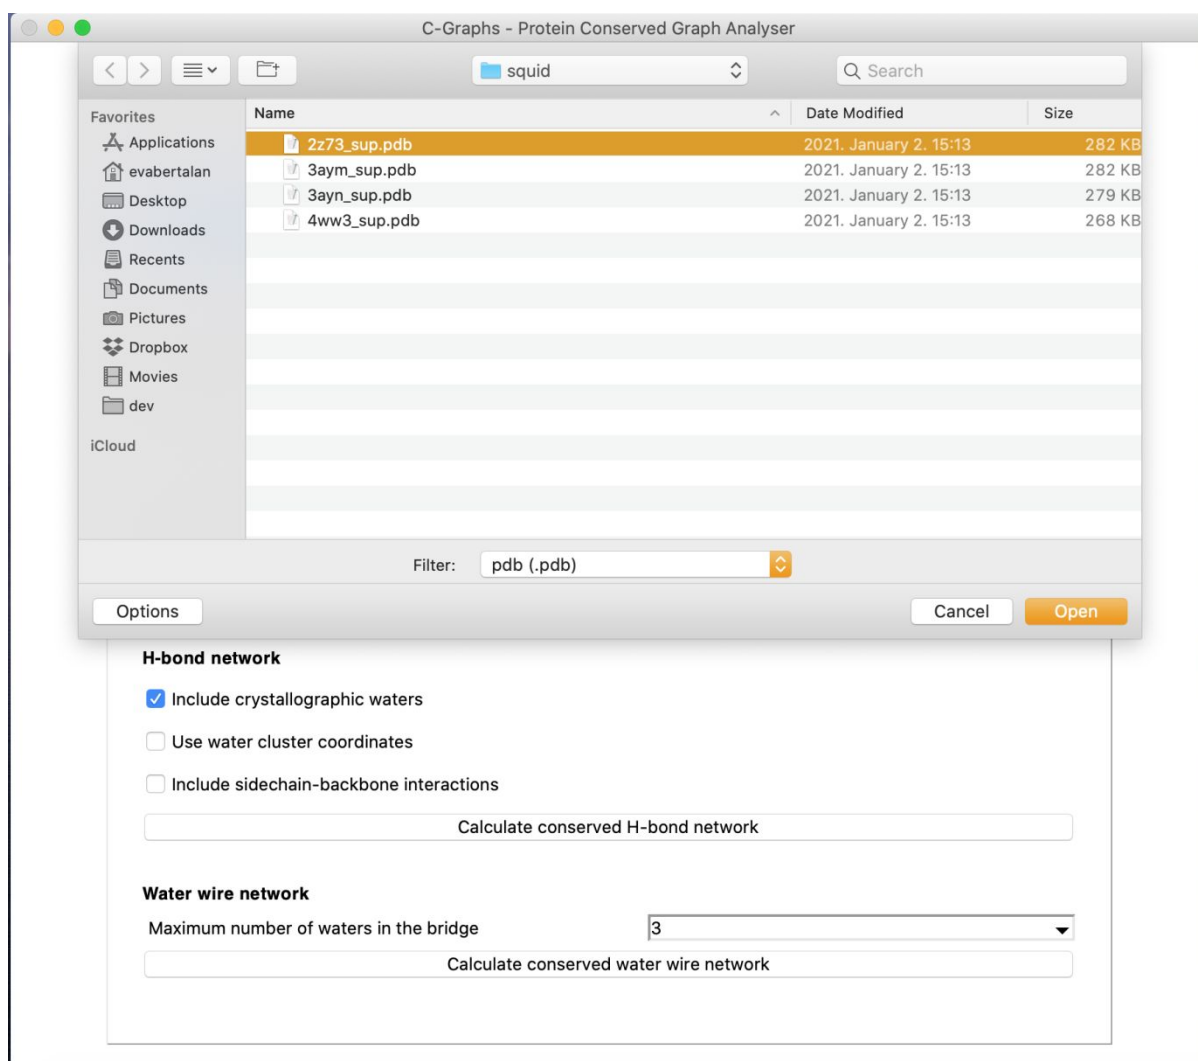 C-Graphs - Protein Conserved Graph Analyser
squid
Search
Favorites
Applications
evabertalan
Desktop
Downloads
Recents
Documents
Pictures
Dropbox
Movies
dev
iCloud
Name Date Modified Size
2z73_sup.pdb 2021. January 2. 15:13 282 KB
3aym_sup.pdb 2021. January 2. 15:13 282 KB
3ayn_sup.pdb 2021. January 2. 15:13 279 KB
4ww3_sup.pdb 2021. January 2. 15:13 268 KB
Filter: pdb (.pdb)
Options Cancel Open
H-bond network
Include crystallographic waters
Use water cluster coordinates
Include sidechain-backbone interactions
Calculate conserved H-bond network
Water wire network
Maximum number of waters in the bridge 3
Calculate conserved water wire network